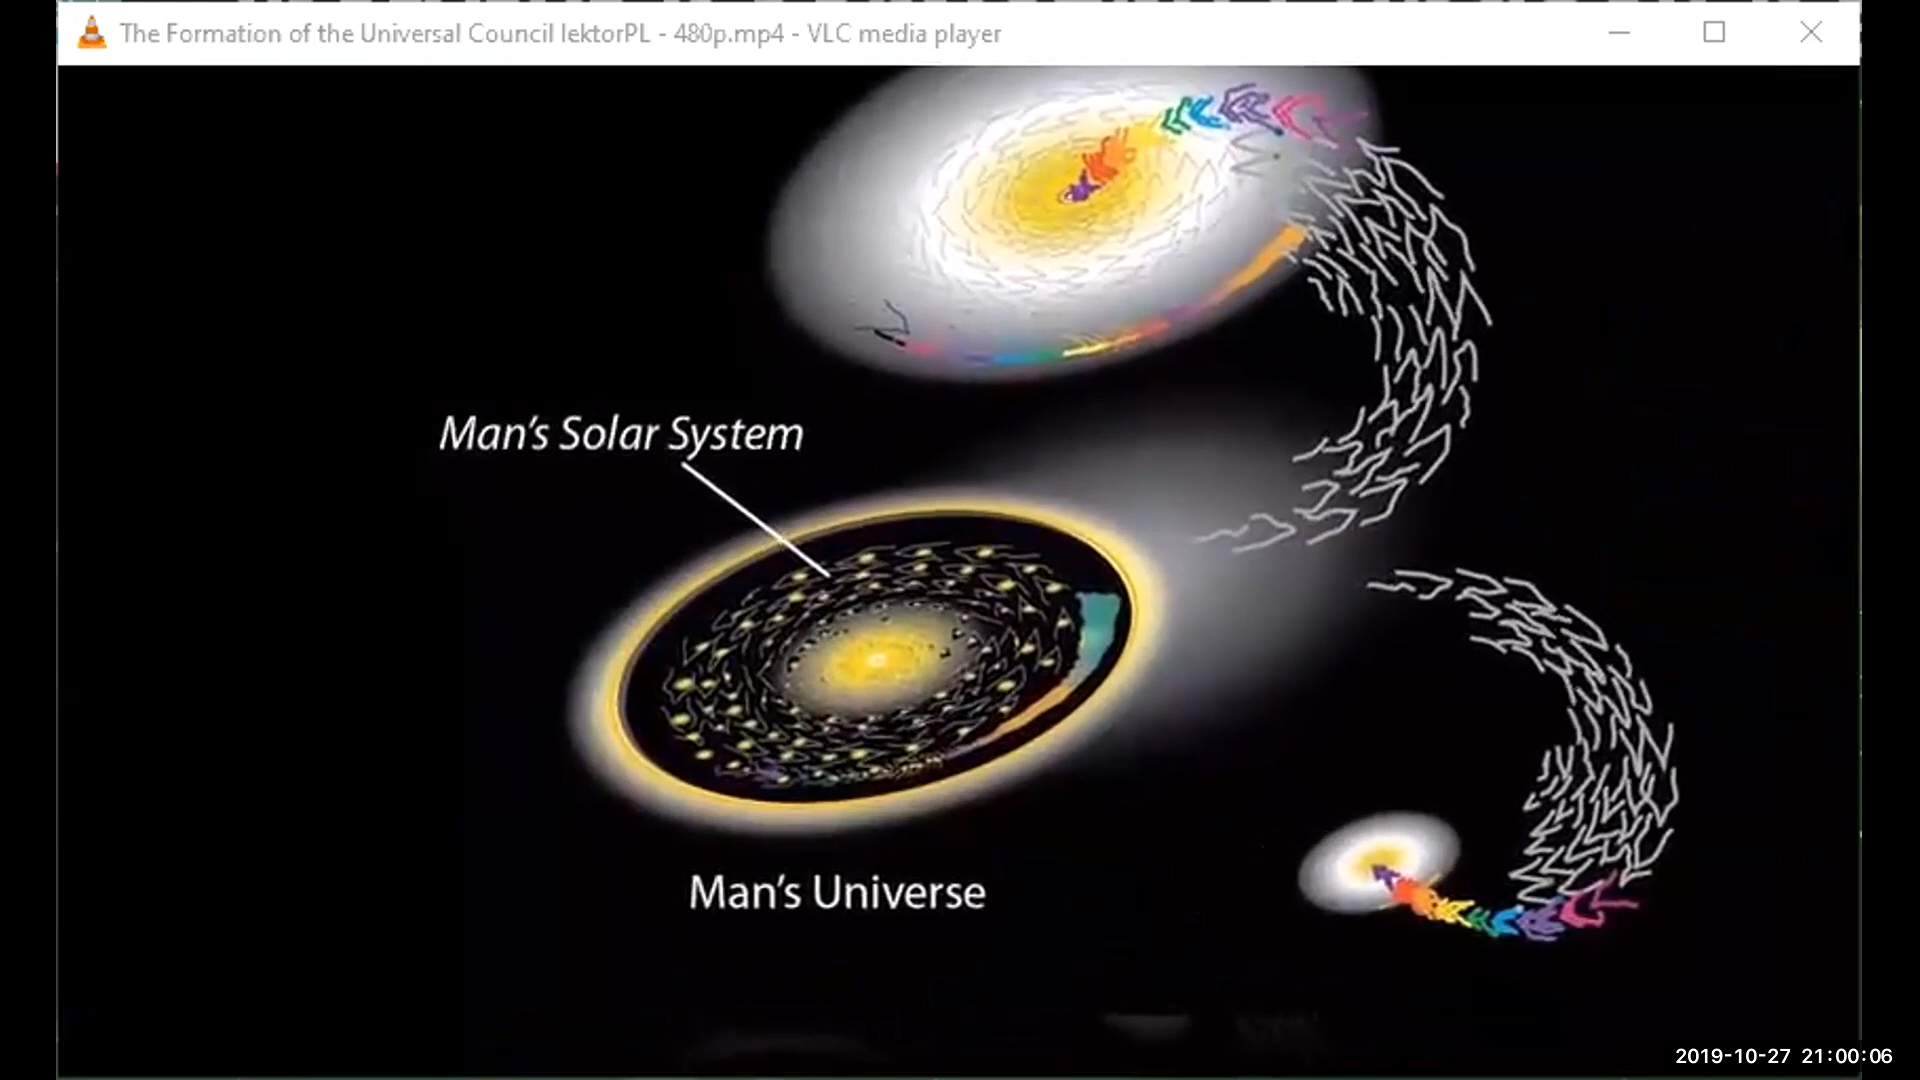 The Formation of the Universal Council lektorPL - 480p.mp4 - VLC media player
Man's Solar System
Man's Universe
2019-10-27 21:00:06